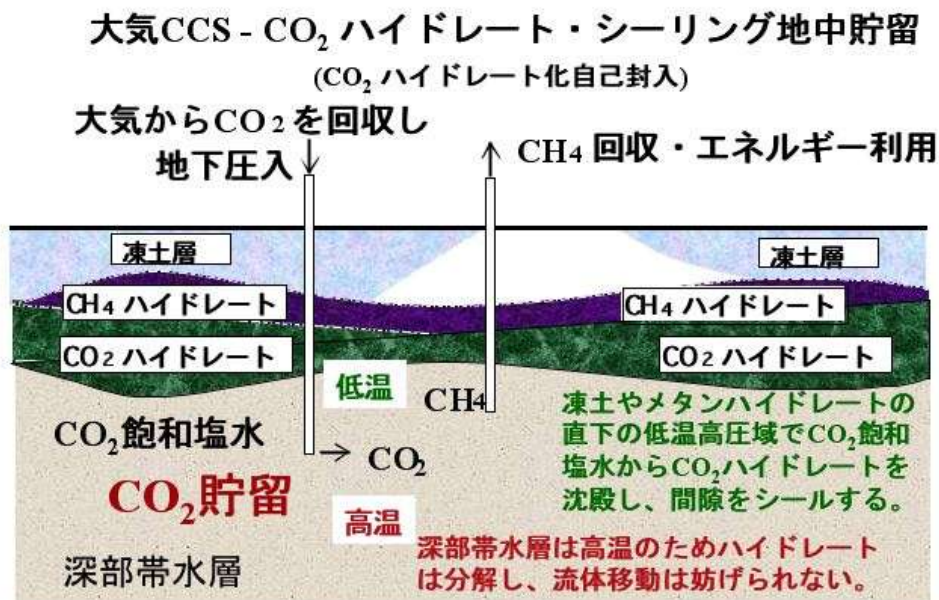 大気CCS - CO₂ ハイドレート・シーリング地中貯留
(CO₂ ハイドレート化自己封入)
大気からCO₂を回収し
地下圧入
CH₄ 回収・エネルギー利用
凍土層
凍土層
CH₄ ハイドレート
CH₄ ハイドレート
CO₂ ハイドレート
CO₂ ハイドレート
低温
CH₄
CO₂飽和塩水
CO₂
CO₂貯留
高温
深部帯水層
凍土やメタンハイドレートの
直下の低温高圧域でCO₂飽和
塩水からCO₂ハイドレートを
沈殿し、間隙をシールする。
深部帯水層は高温のためハイドレート
は分解し、流体移動は妨げられない。